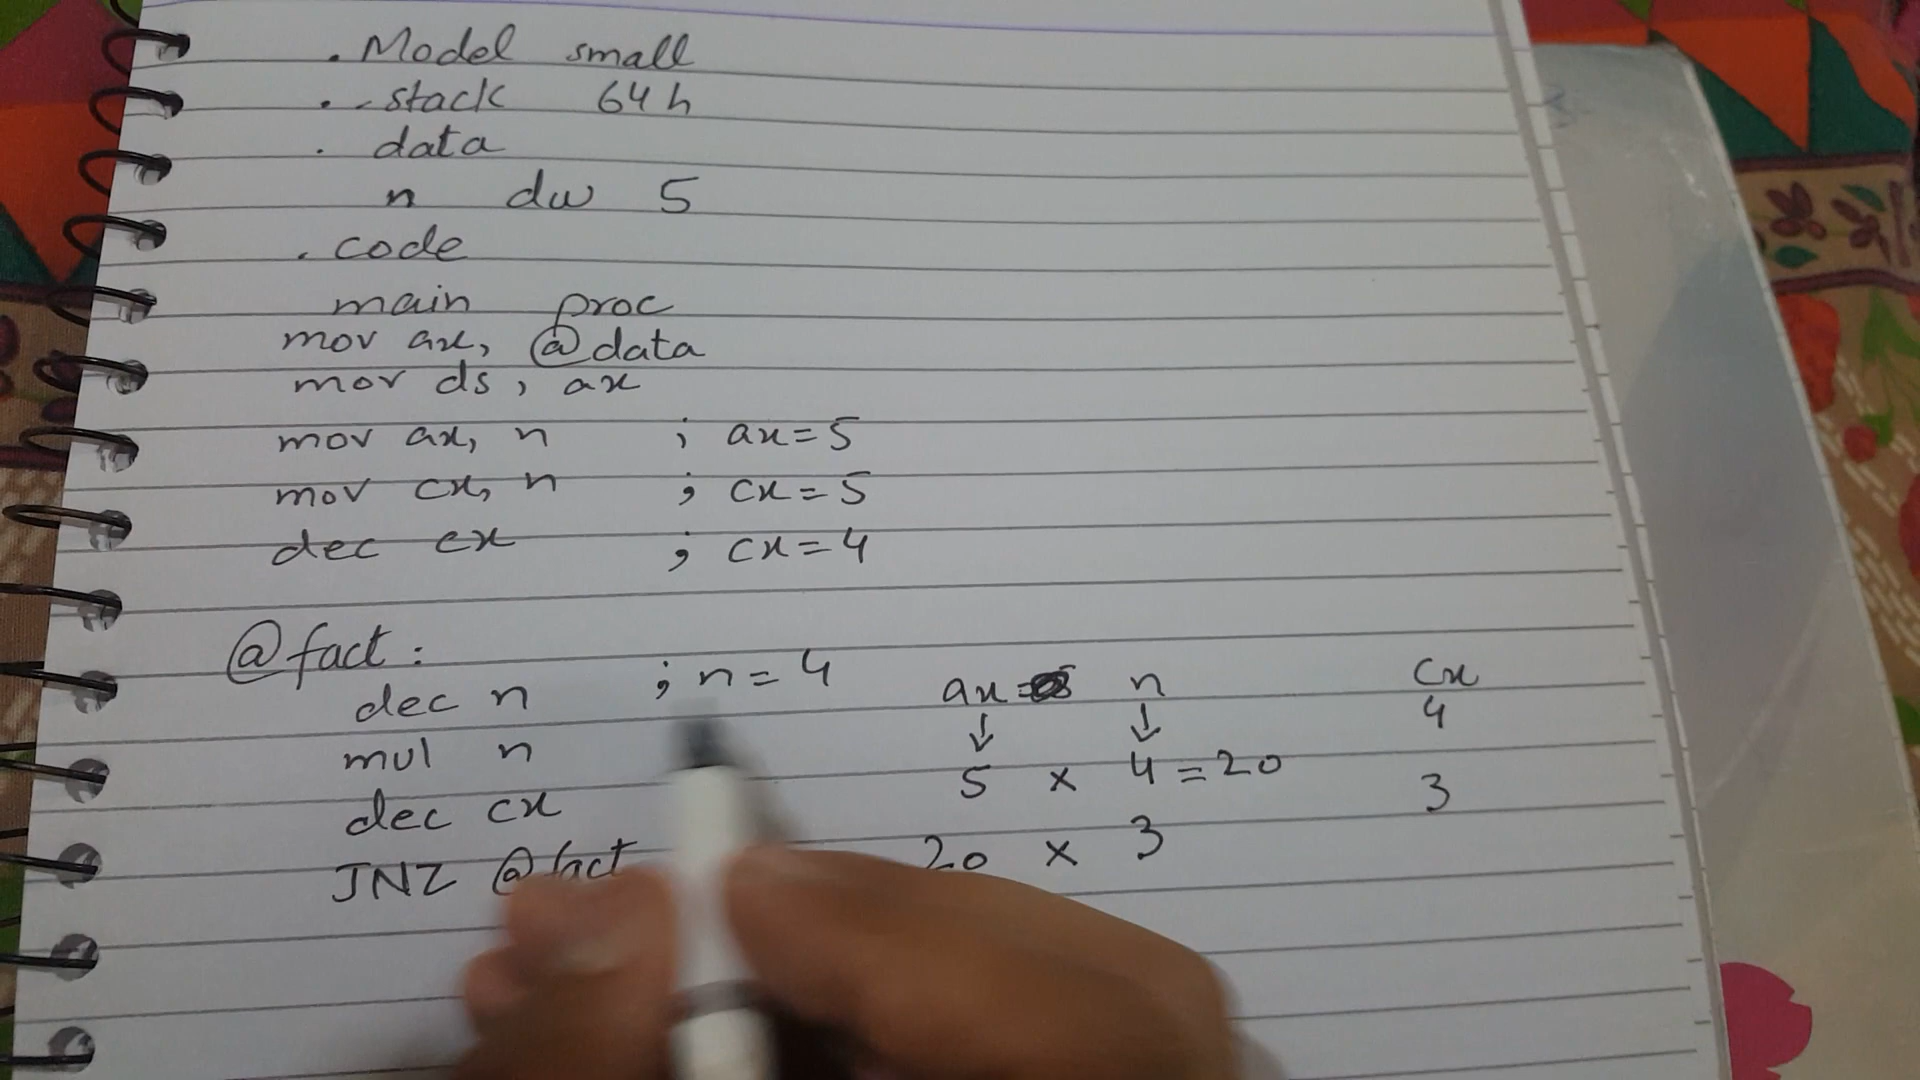 . Model small
. .stack 64h
. data
n dw 5
. code
main proc
mov ax, @data
mov ds, ax
mov ax, n ; ax=5
mov cx, n ; cx=5
dec cx ; cx=4
@fact:
dec n ; n=4 ax n cx
↓ ↓ 4
mul n 5 x 4 = 20
dec cx 3
JNZ @fact 20 x 3